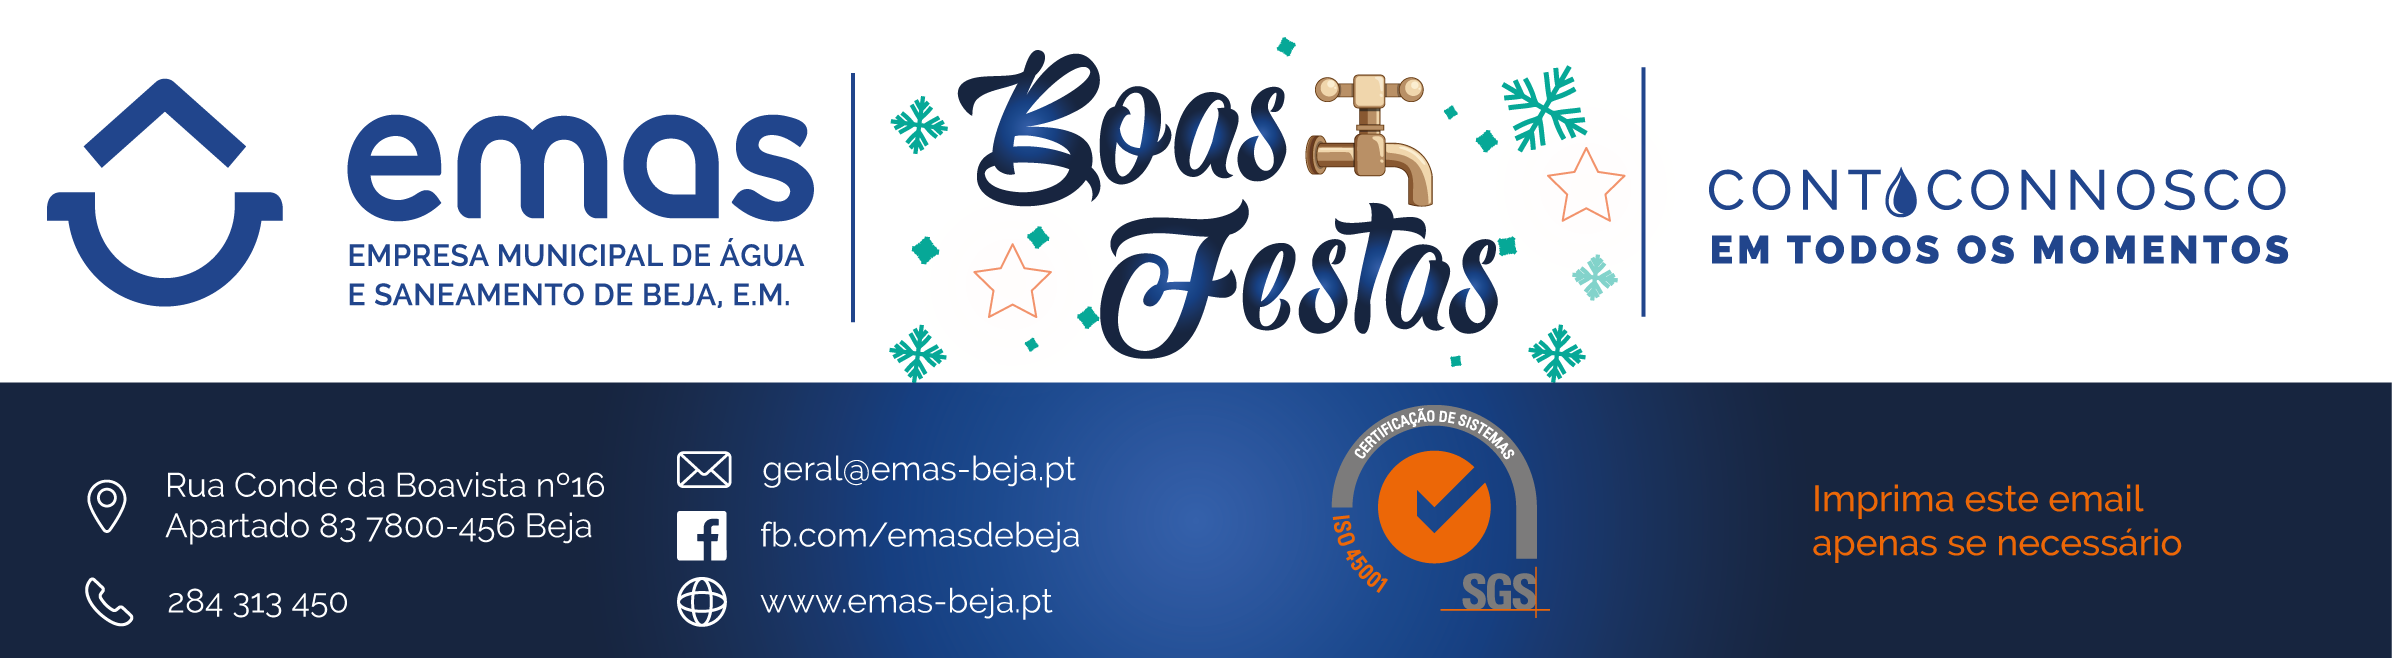 emas
EMPRESA MUNICIPAL DE ÁGUA
E SANEAMENTO DE BEJA, E.M.
Boas
Festas
CONT CONNOSCO
EM TODOS OS MOMENTOS
Rua Conde da Boavista nº16
Apartado 83 7800-456 Beja
284 313 450
geral@emas-beja.pt
fb.com/emasdebeja
www.emas-beja.pt
CERTIFICAÇÃO DE SISTEMAS
ISO 45001
SGS
Imprima este email
apenas se necessário